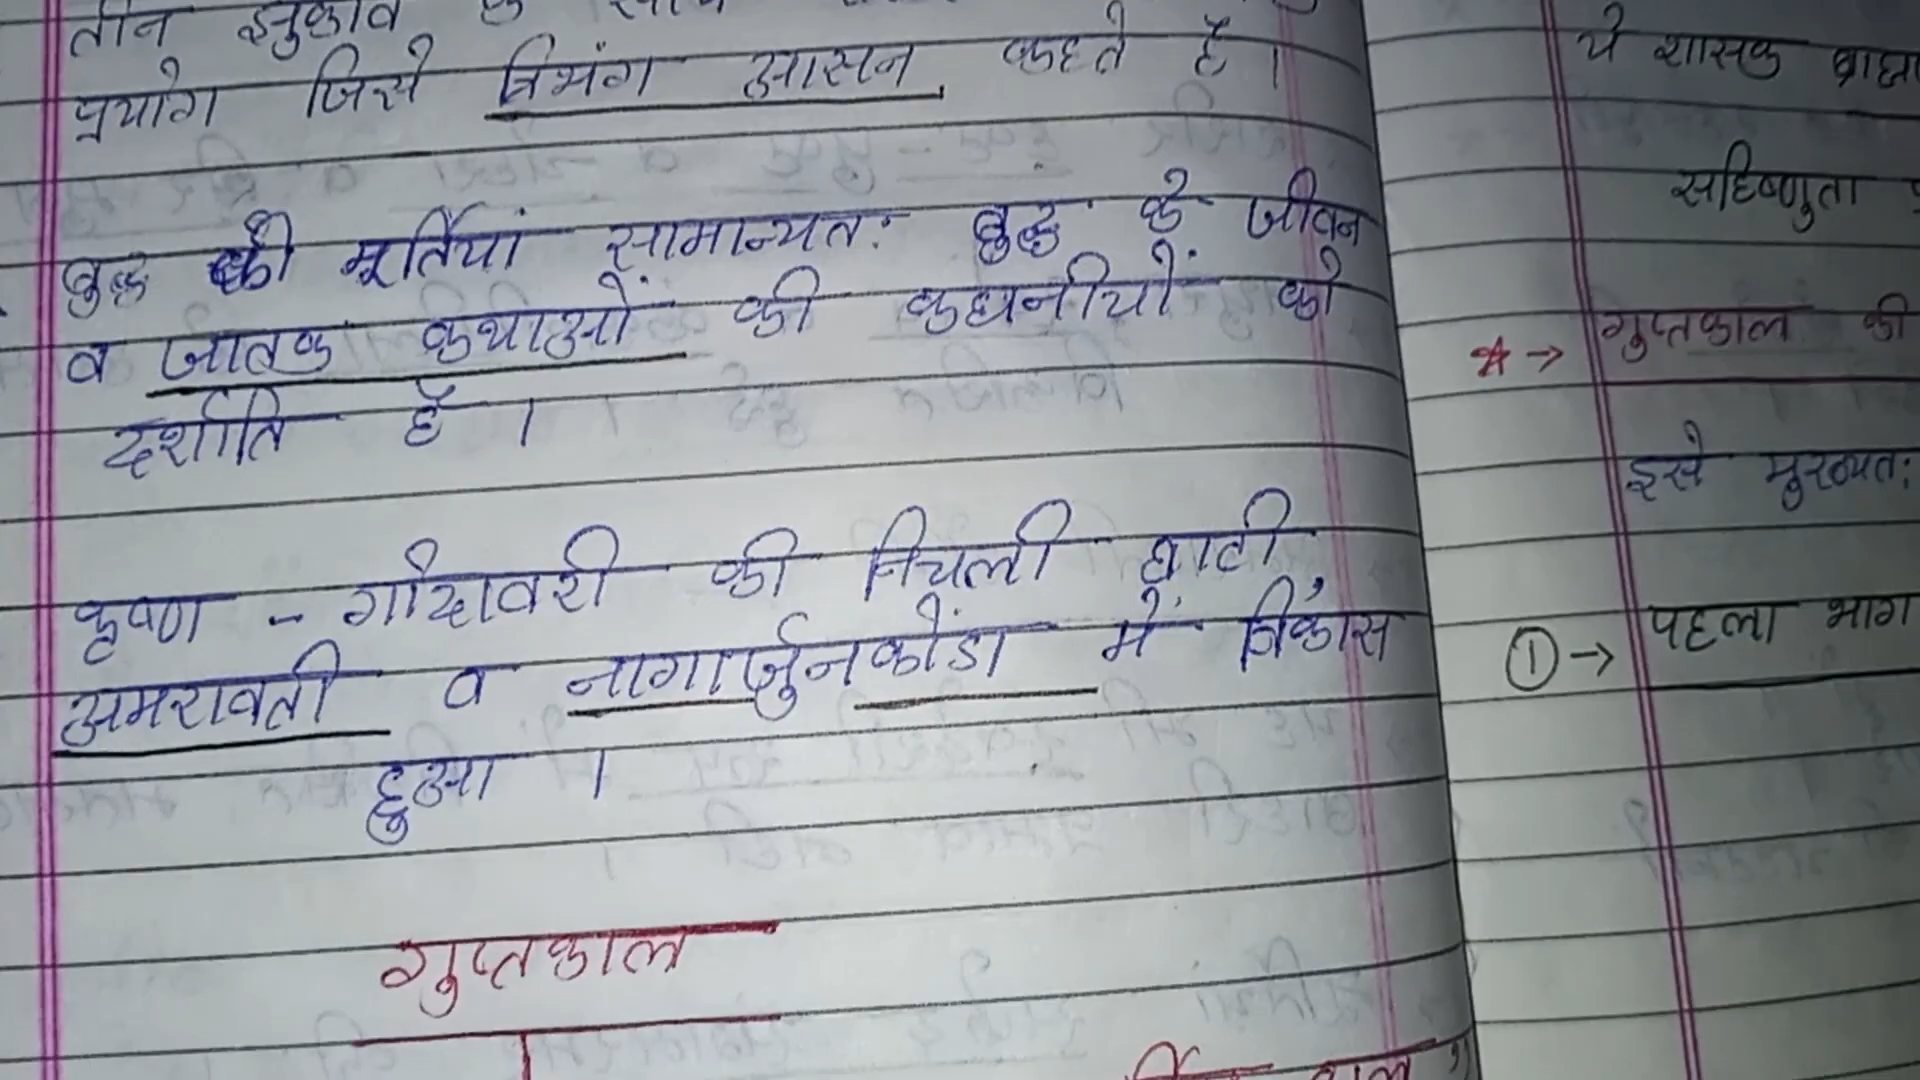 तीन झुकाव के साथ
प्रयोग जिसे त्रिभंग आसन कहते हैं ।
बुद्ध की मूर्तियां सामान्यत: बुद्ध के जीवन
व जातक कथाओं की कहानीयों को
दर्शाति हैं ।
कृष्ण - गोदावरी की निचली घाटी
अमरावती व नागार्जुनकोंडा में विकास
हुआ ।
गुप्तकाल
ये शासक
सहिष्णुता
गुप्तकाल की
इसे मुख्यत:
① → पहला भाग